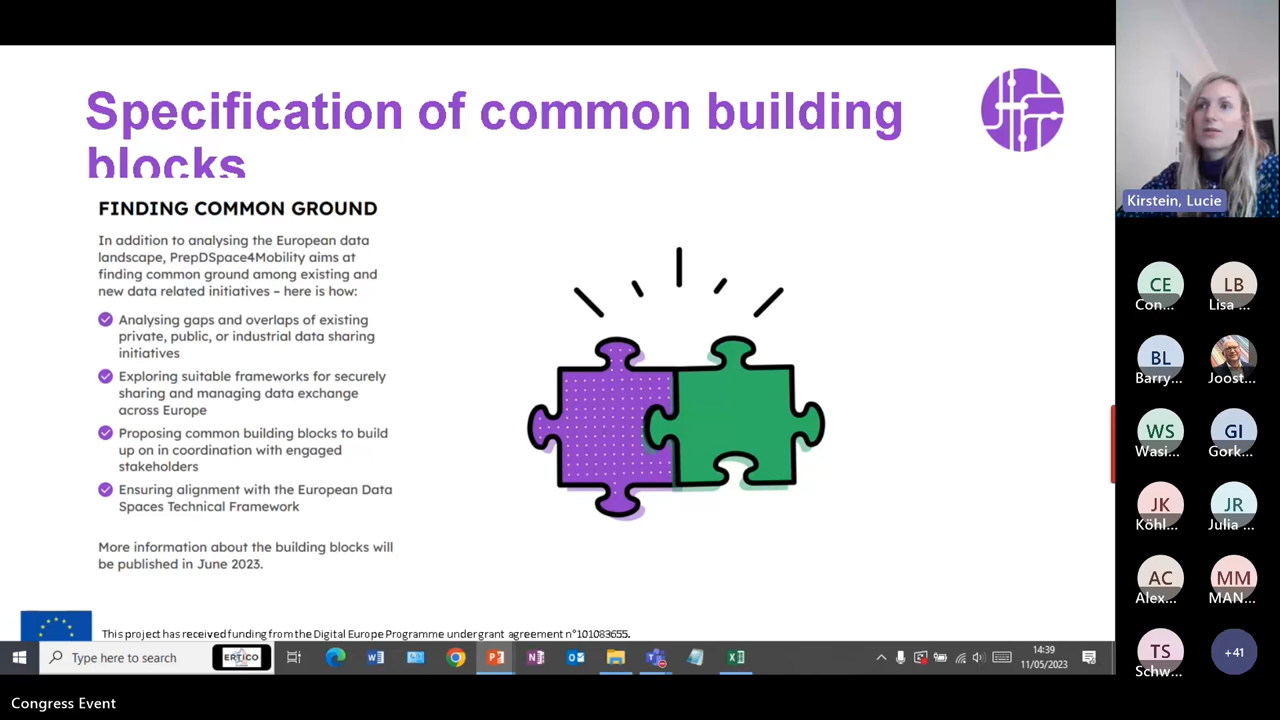 Specification of common building
blocks
FINDING COMMON GROUND
In addition to analysing the European data
landscape, PrepDSpace4Mobility aims at
finding common ground among existing and
new data related initiatives – here is how:
Analysing gaps and overlaps of existing
private, public, or industrial data sharing
initiatives
Exploring suitable frameworks for securely
sharing and managing data exchange
across Europe
Proposing common building blocks to build
up on in coordination with engaged
stakeholders
Ensuring alignment with the European Data
Spaces Technical Framework
More information about the building blocks will
be published in June 2023.
This project has received funding from the Digital Europe Programme under grant agreement n°101083655.
Type here to search
ERTICO
14:39
11/05/2023
Congress Event
Kirstein, Lucie
CE
Con...
LB
Lisa ...
BL
Barry...
Joost...
WS
Wasi...
GI
Gork...
JK
Köhl...
JR
Julia ...
AC
Alex...
MM
MAN...
TS
Schw...
+41